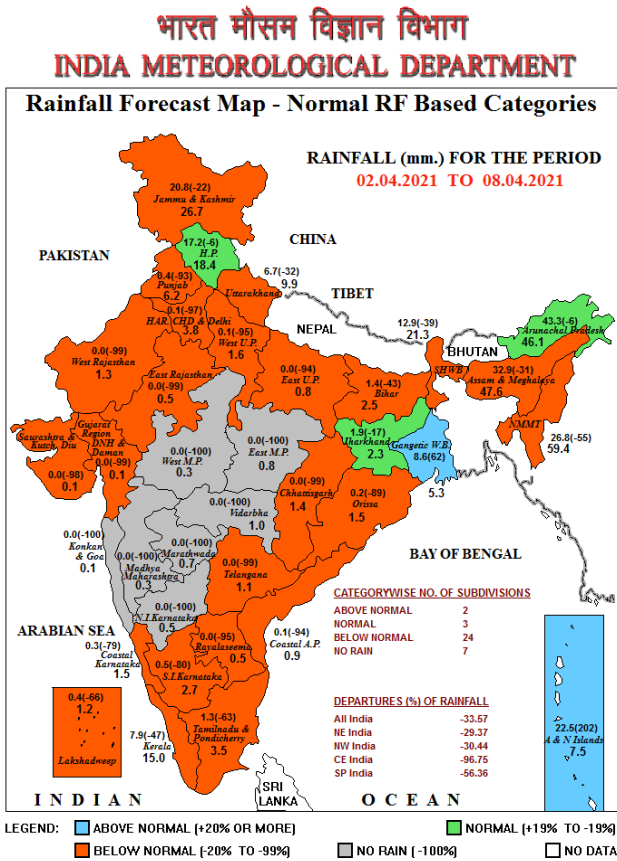 भारत मौसम विज्ञान विभाग
INDIA METEOROLOGICAL DEPARTMENT
Rainfall Forecast Map - Normal RF Based Categories
RAINFALL (mm.) FOR THE PERIOD
02.04.2021 TO 08.04.2021
20.8(-22)
Jammu & Kashmir
26.7
CHINA
17.2(-6)
H.P.
18.4
PAKISTAN
0.4(-93)
Punjab
6.2
6.7(-32)
Uttarakhand
9.9
TIBET
0.1(-97)
HAR. CHD & Delhi
3.8
0.1(-95)
West U.P.
1.6
NEPAL
12.9(-39)
21.3
SHWB
BHUTAN
43.3(-6)
Arunachal Pradesh
46.1
0.0(-99)
West Rajasthan
1.3
East Rajasthan
0.0(-99)
0.5
0.0(-94)
East U.P.
0.8
1.4(-43)
Bihar
2.5
32.9(-31)
Assam & Meghalaya
47.6
NMMT
26.8(-55)
59.4
Saurashtra &
Kutch, Diu
0.0(-98)
0.1
Gujarat
Region
DNH &
Daman
0.0(-99)
0.1
0.0(-100)
West M.P.
0.3
0.0(-100)
East M.P.
0.8
1.9(-17)
Jharkhand
2.3
Gangetic W.B.
8.6(62)
5.3
0.0(-99)
Chhattisgarh
1.4
0.2(-89)
Orissa
1.5
0.0(-100)
Vidarbha
1.0
0.0(-100)
Konkan
& Goa
0.1
0.0(-100)
Madhya
Maharashtra
0.3
0.0(-100)
Marathwada
0.7
0.0(-99)
Telangana
1.1
BAY OF BENGAL
0.0(-100)
N.I.Karnataka
0.5
ARABIAN SEA
0.3(-79)
Coastal
Karnataka
1.5
0.0(-95)
Rayalaseema
0.5
0.1(-94)
Coastal A.P.
0.9
0.5(-80)
S.I.Karnataka
2.7
1.3(-63)
Tamilnadu &
Pondicherry
3.5
7.9(-47)
Kerala
15.0
0.4(-66)
1.2
Lakshadweep
CATEGORYWISE NO. OF SUBDIVISIONS
ABOVE NORMAL 2
NORMAL 3
BELOW NORMAL 24
NO RAIN 7
DEPARTURES (%) OF RAINFALL
All India -33.57
NE India -29.37
NW India -30.44
CE India -96.75
SP India -56.36
22.5(202)
A & N Islands
7.5
SRI
LANKA
INDIAN OCEAN
LEGEND: ABOVE NORMAL (+20% OR MORE) NORMAL (+19% TO -19%)
BELOW NORMAL (-20% TO -99%) NO RAIN (-100%) NO DATA